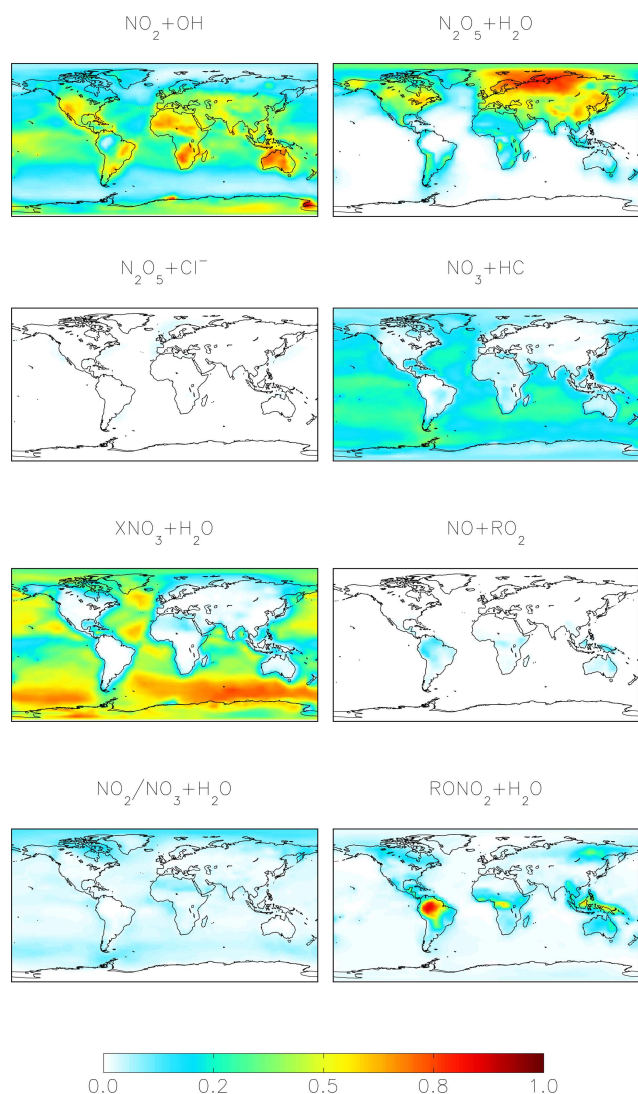 NO₂+OH
N₂O₅+H₂O
N₂O₅+Cl⁻
NO₃+HC
XNO₃+H₂O
NO+RO₂
NO₂/NO₃+H₂O
RONO₂+H₂O
0.0 0.2 0.5 0.8 1.0